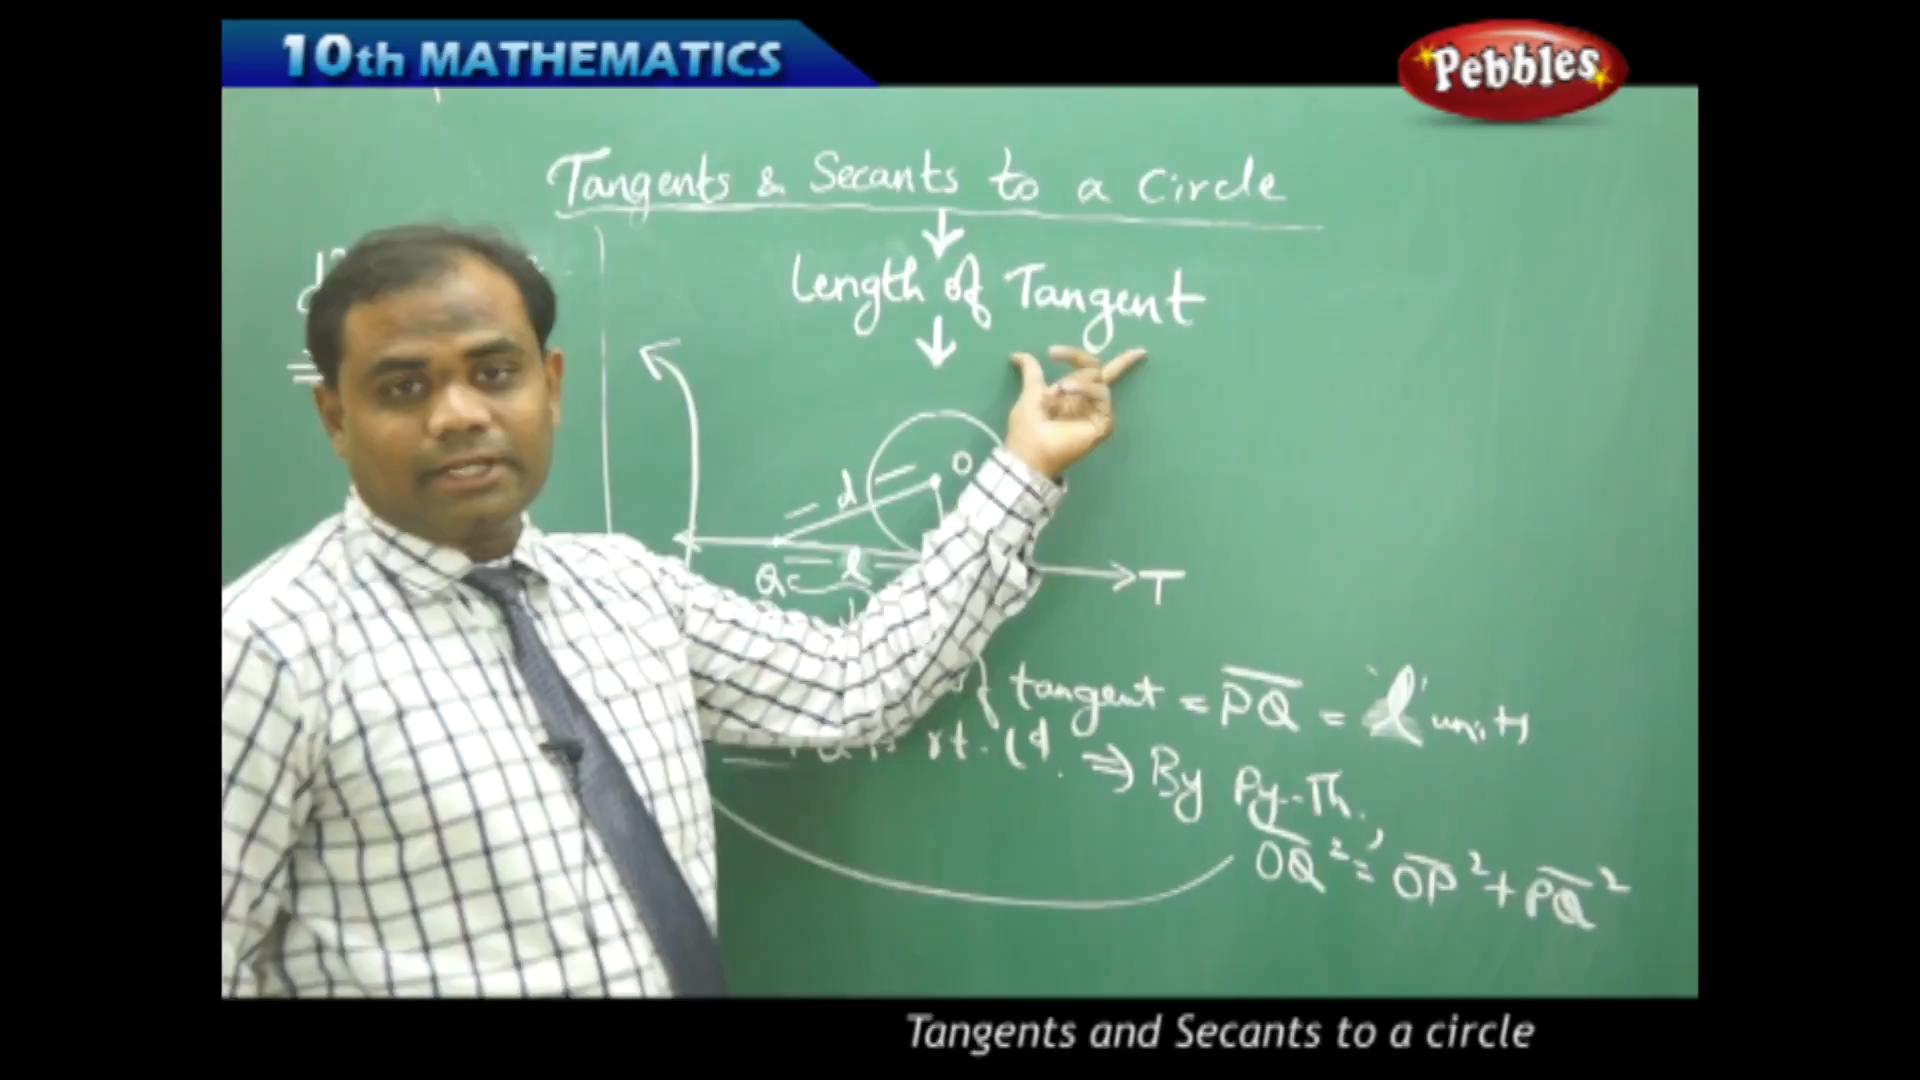 10th MATHEMATICS
Pebbles
Tangents & Secants to a Circle
Length of Tangent
O
d
Q
l
T
tangent = PQ = 'l' units
rt. ⇒ By Py. Th.,
OQ² = OP² + PQ²
Tangents and Secants to a circle